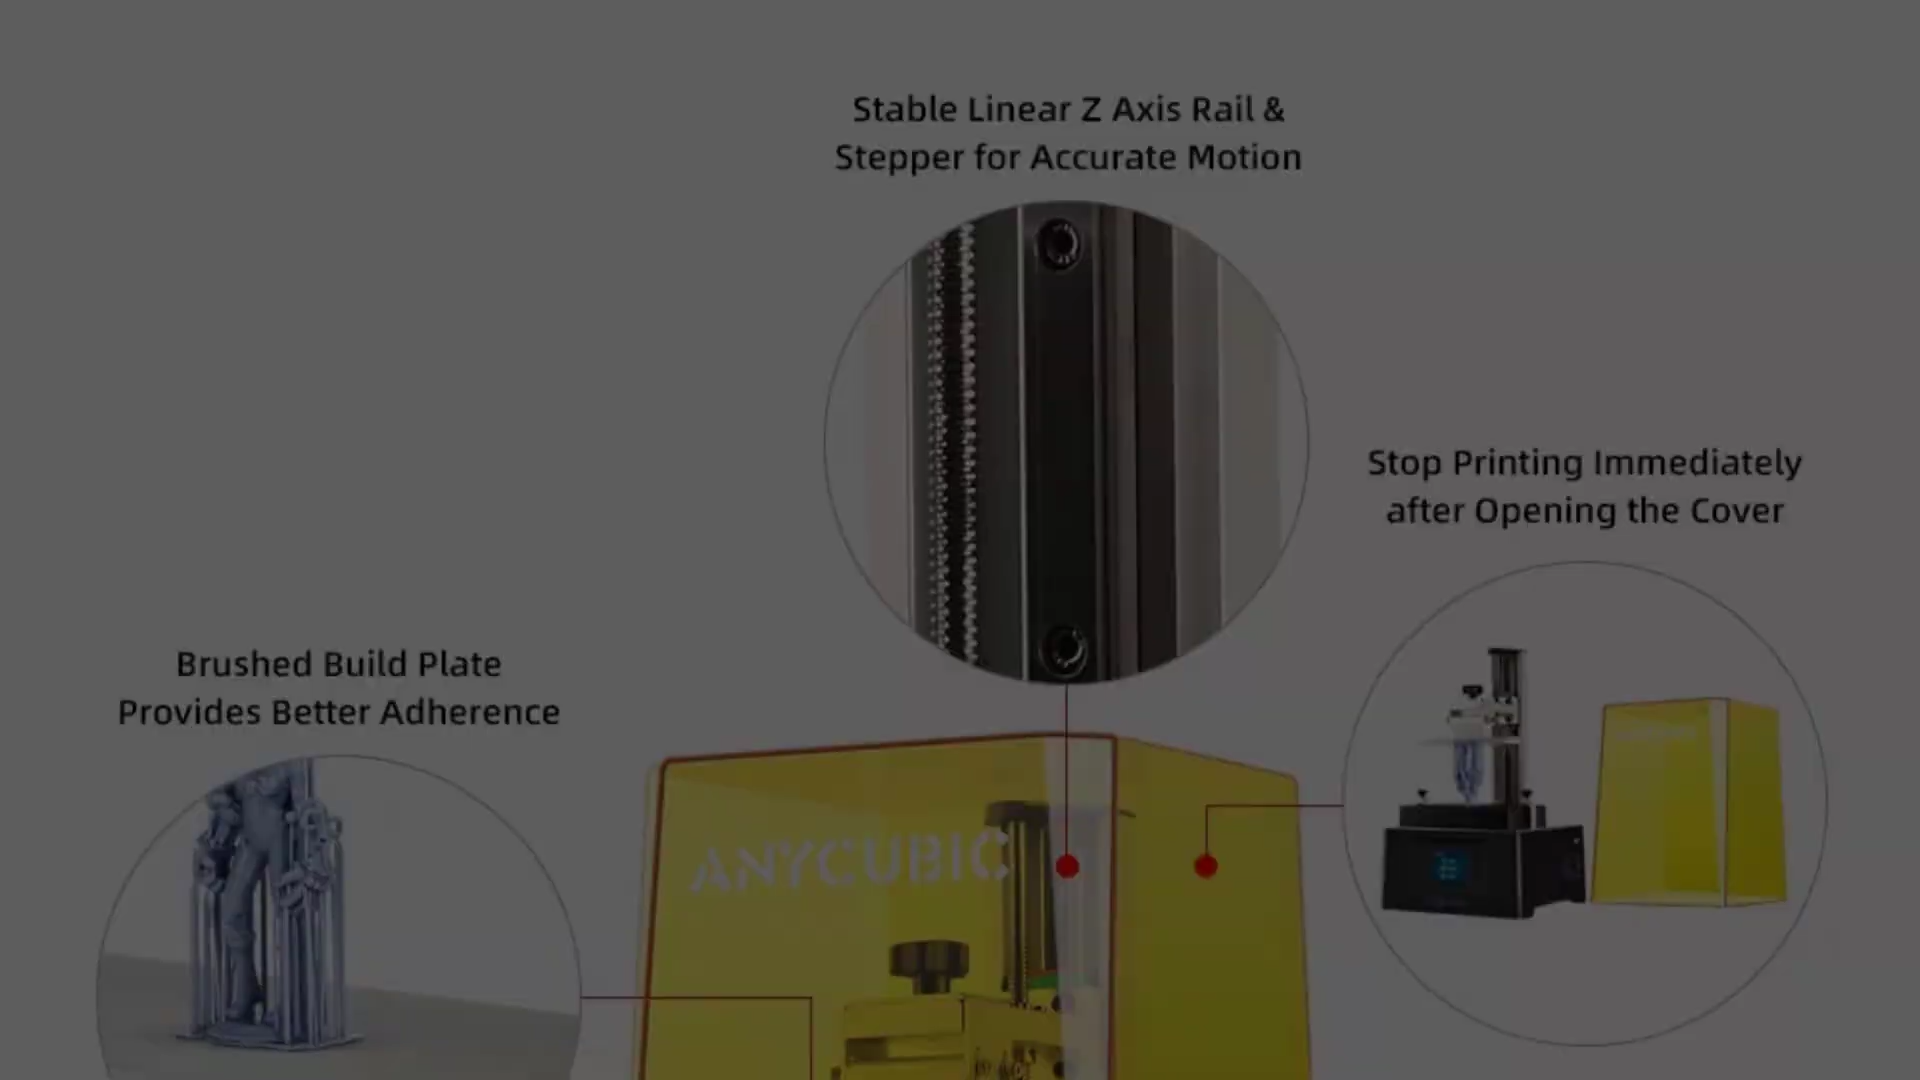 Stable Linear Z Axis Rail &
Stepper for Accurate Motion
Stop Printing Immediately
after Opening the Cover
Brushed Build Plate
Provides Better Adherence
ANYCUBIC